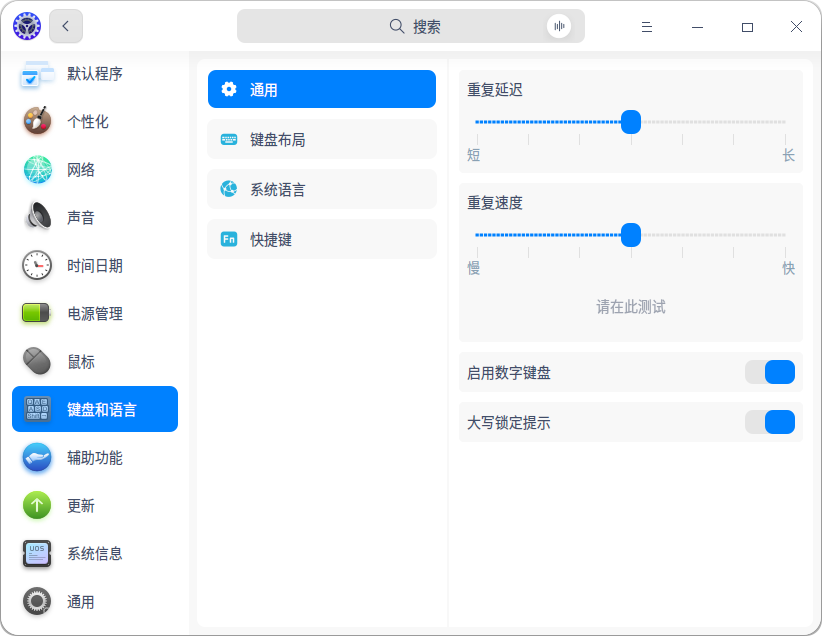 搜索
默认程序
个性化
网络
声音
时间日期
电源管理
鼠标
键盘和语言
辅助功能
更新
UOS
系统信息
通用
通用
键盘布局
系统语言
Fn
快捷键
重复延迟
短 长
重复速度
慢 快
请在此测试
启用数字键盘
大写锁定提示